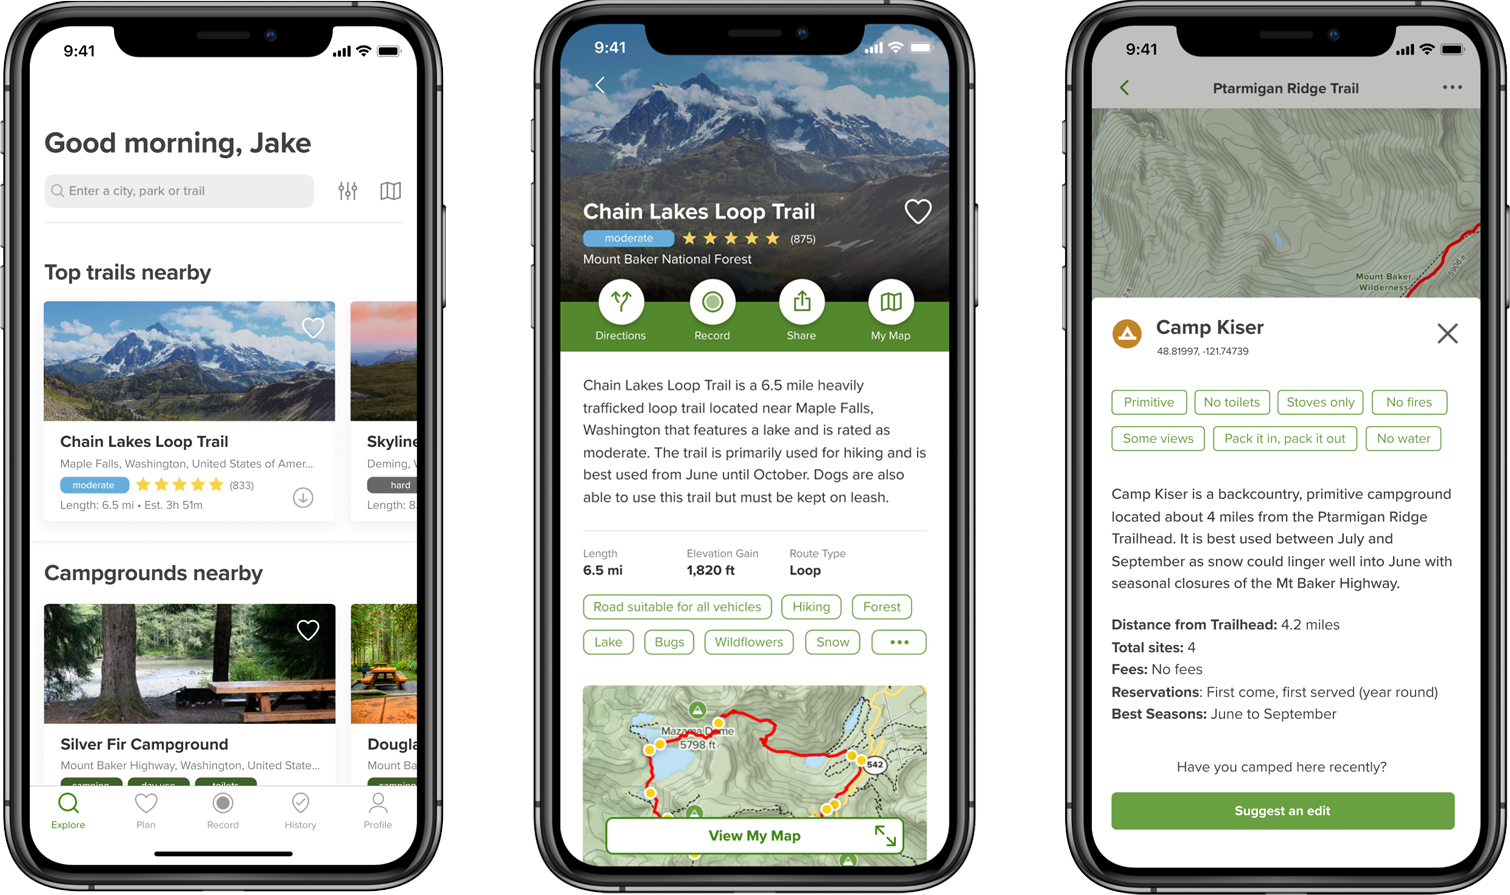 9:41
Good morning, Jake
Enter a city, park or trail
Top trails nearby
Chain Lakes Loop Trail
Maple Falls, Washington, United States of Amer...
moderate
(833)
Length: 6.5 mi • Est. 3h 51m
Skyline
Deming,
hard
Length: 8.
Campgrounds nearby
Silver Fir Campground
Mount Baker Highway, Washington, United State...
camping day use toilets
Dougla
Mount Ba
camping
Explore
Plan
Record
History
Profile
9:41
Chain Lakes Loop Trail
moderate
(875)
Mount Baker National Forest
Directions
Record
Share
My Map
Chain Lakes Loop Trail is a 6.5 mile heavily
trafficked loop trail located near Maple Falls,
Washington that features a lake and is rated as
moderate. The trail is primarily used for hiking and is
best used from June until October. Dogs are also
able to use this trail but must be kept on leash.
Length
6.5 mi
Elevation Gain
1,820 ft
Route Type
Loop
Road suitable for all vehicles
Hiking
Forest
Lake
Bugs
Wildflowers
Snow
•••
Mazama Dome
5798 ft
542
View My Map
9:41
Ptarmigan Ridge Trail
Mount Baker
Wilderness
5906 ft
Camp Kiser
48.81997, -121.74739
Primitive
No toilets
Stoves only
No fires
Some views
Pack it in, pack it out
No water
Camp Kiser is a backcountry, primitive campground
located about 4 miles from the Ptarmigan Ridge
Trailhead. It is best used between July and
September as snow could linger well into June with
seasonal closures of the Mt Baker Highway.
Distance from Trailhead: 4.2 miles
Total sites: 4
Fees: No fees
Reservations: First come, first served (year round)
Best Seasons: June to September
Have you camped here recently?
Suggest an edit